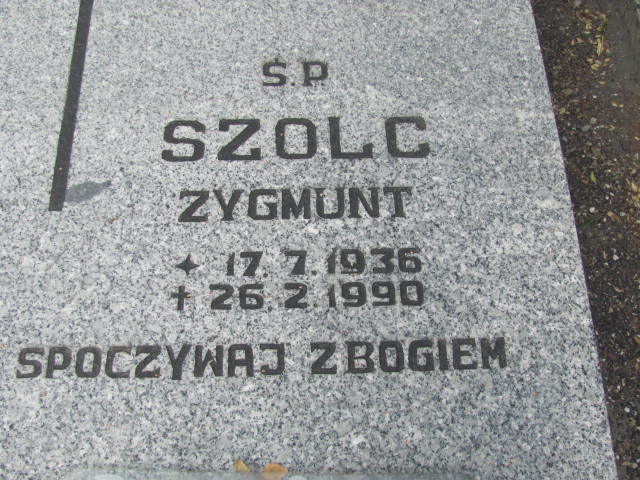 Ś.P.
SZOLC
ZYGMUNT
✦ 17.7.1936
† 26.2.1990
SPOCZYWAJ Z BOGIEM